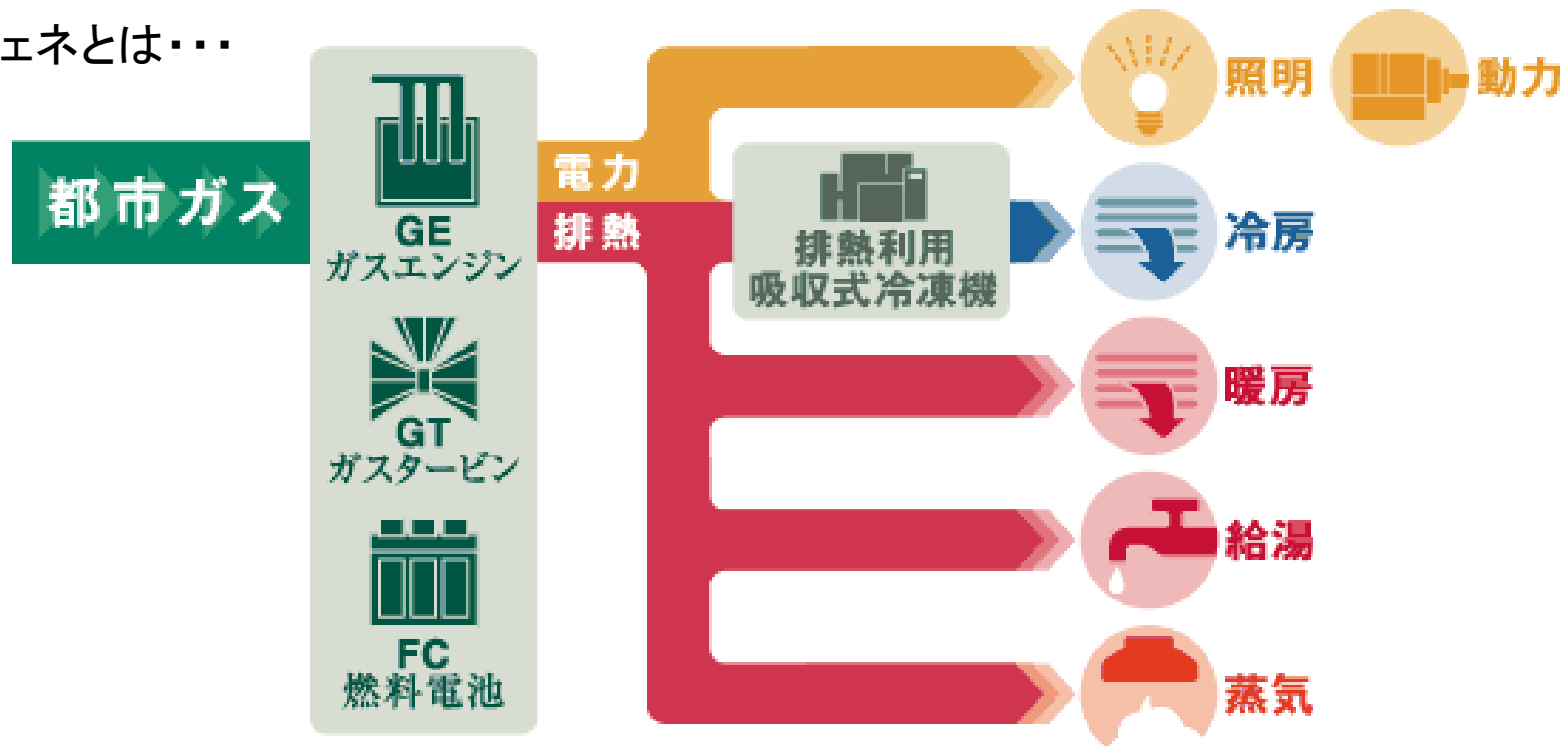 ェネとは・・・
都市ガス
GE
ガスエンジン
GT
ガスタービン
FC
燃料電池
電力
排熱
排熱利用
吸収式冷凍機
照明
動力
冷房
暖房
給湯
蒸気